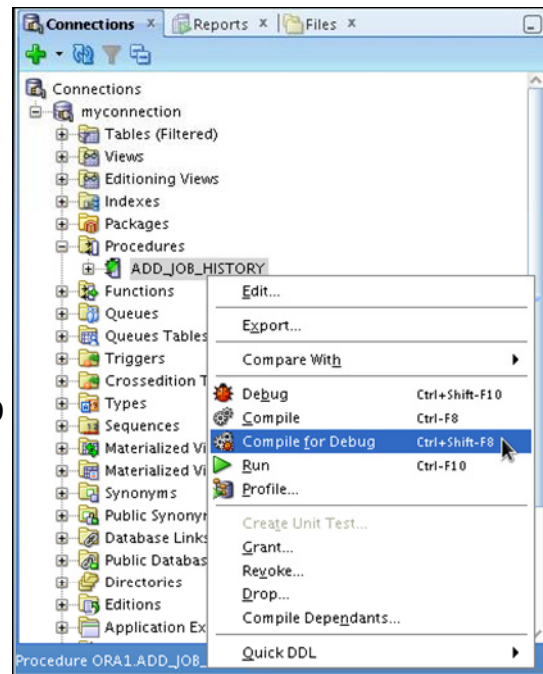 Connections x Reports x Files x
Connections
myconnection
Tables (Filtered)
Views
Editioning Views
Indexes
Packages
Procedures
ADD_JOB_HISTORY
Functions
Queues
Queues Tables
Triggers
Crossedition T
Types
Sequences
Materialized Vi
Materialized Vi
Synonyms
Public Synonyr
Database Links
Public Databas
Directories
Editions
Application Ex
Procedure ORA1.ADD_JOB_
Edit...
Export...
Compare With
Debug Ctrl+Shift-F10
Compile Ctrl-F8
Compile for Debug Ctrl+Shift-F8
Run Ctrl-F10
Profile...
Create Unit Test...
Grant...
Revoke...
Drop...
Compile Dependants...
Quick DDL